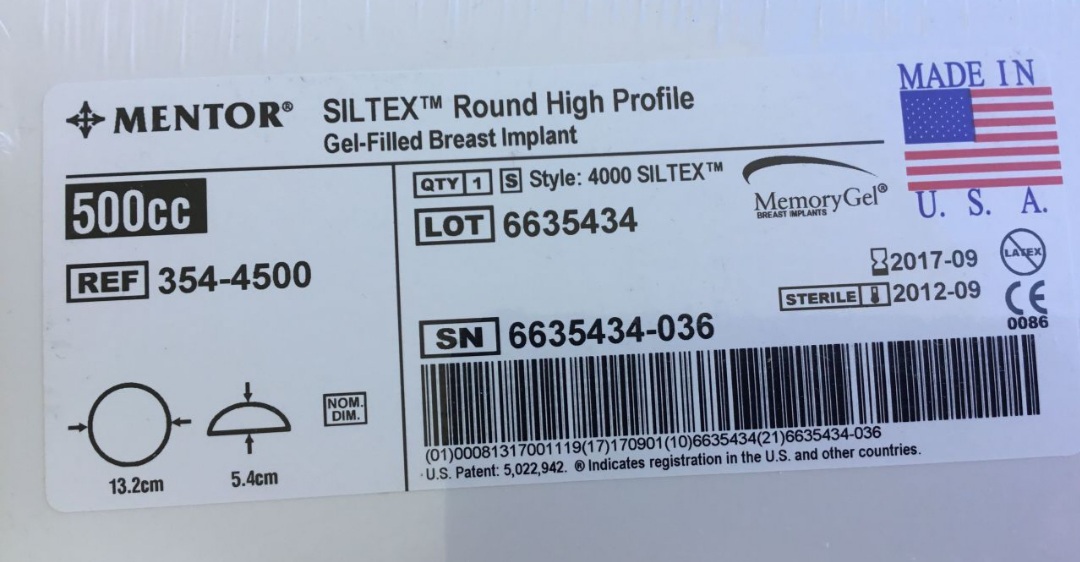 MENTOR®
SILTEX™ Round High Profile
Gel-Filled Breast Implant
MADE IN
U. S. A.
500cc
REF 354-4500
QTY 1 S Style: 4000 SILTEX™
LOT 6635434
MemoryGel®
BREAST IMPLANTS
2017-09
LATEX
STERILE 2012-09
CE
0086
SN 6635434-036
NOM.
DIM.
13.2cm
5.4cm
(01)00081317001119(17)170901(10)6635434(21)6635434-036
U.S. Patent: 5,022,942. ® Indicates registration in the U.S. and other countries.